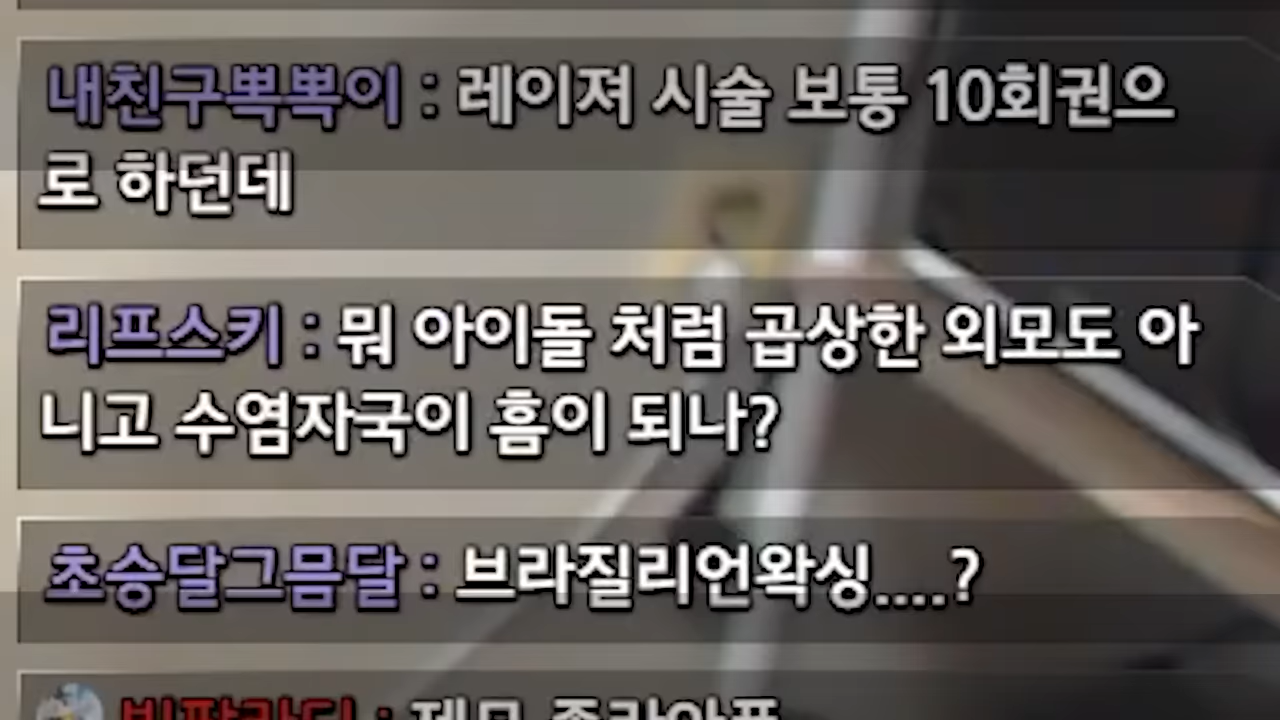 내친구뽁뽁이 : 레이져 시술 보통 10회권으
로 하던데
리프스키 : 뭐 아이돌 처럼 곱상한 외모도 아
니고 수염자국이 흠이 되나?
초승달그믐달 : 브라질리언왁싱....?